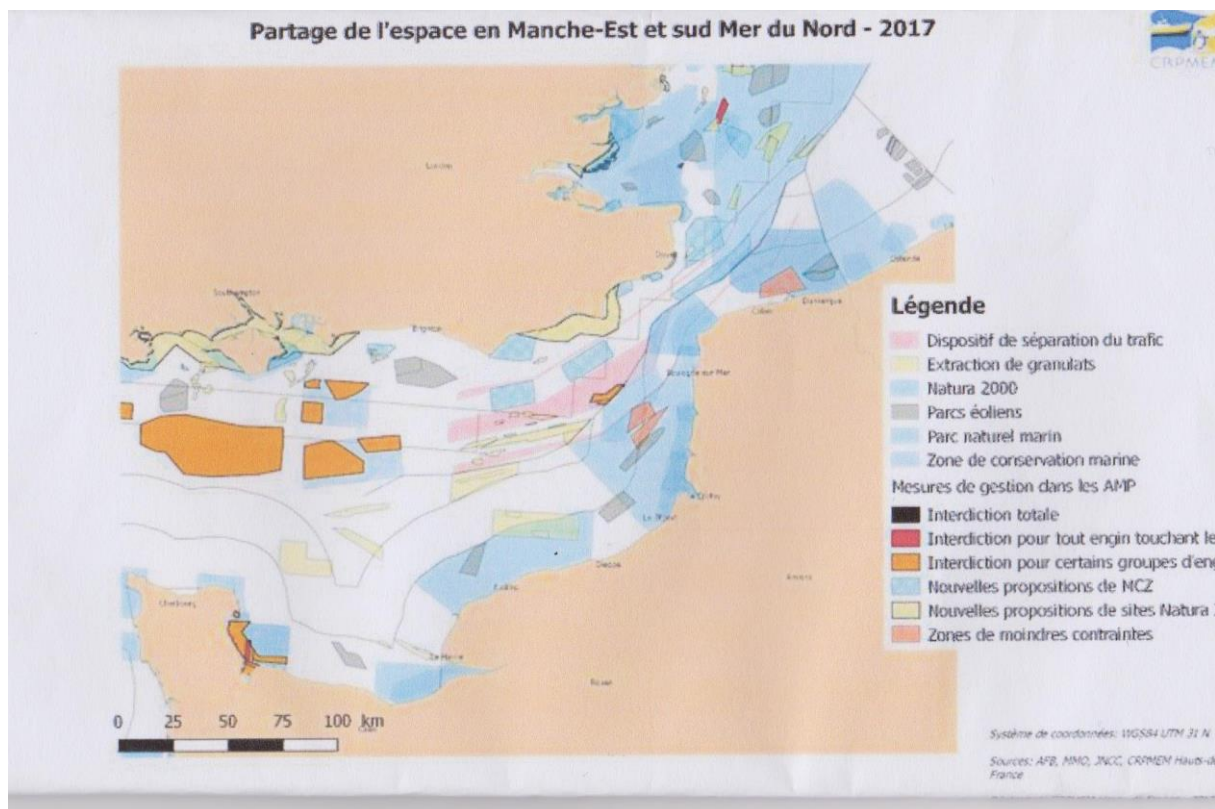 Partage de l'espace en Manche-Est et sud Mer du Nord - 2017
CRPMEM
Londres
Douvres
Ostende
Southampton
Dunkerque
Calais
Brighton
Boulogne sur Mer
Le Crotoy
Le Tréport
Dieppe
Amiens
Cherbourg
Le Havre
Rouen
Caen
Légende
Dispositif de séparation du trafic
Extraction de granulats
Natura 2000
Parcs éoliens
Parc naturel marin
Zone de conservation marine
Mesures de gestion dans les AMP
Interdiction totale
Interdiction pour tout engin touchant le
Interdiction pour certains groupes d'eng
Nouvelles propositions de MCZ
Nouvelles propositions de sites Natura
Zones de moindres contraintes
0 25 50 75 100 km
Système de coordonnées: WGS84 UTM 31 N
Sources: AFB, MMO, JNCC, CRPMEM Hauts-de
France